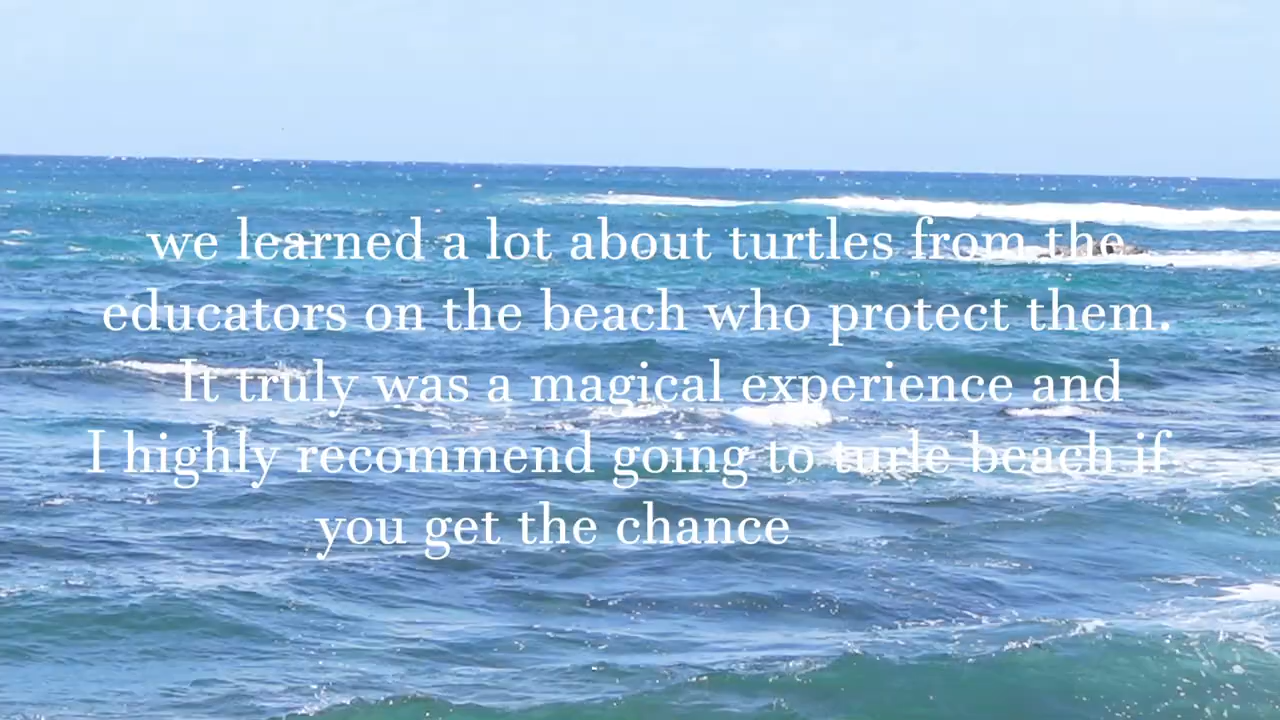 we learned a lot about turtles from the
educators on the beach who protect them.
It truly was a magical experience and
I highly recommend going to turle beach if
you get the chance